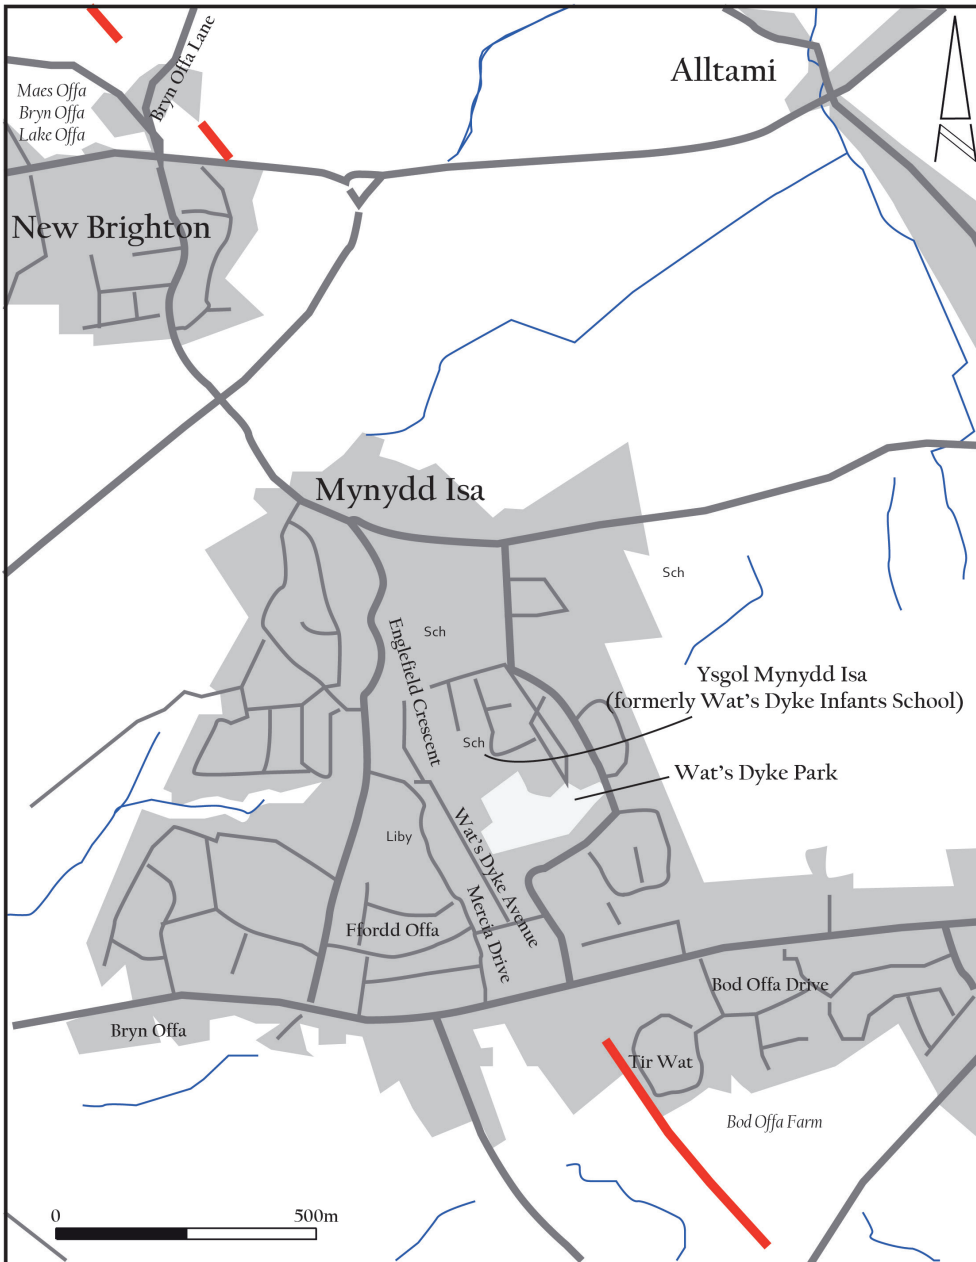 Bryn Offa Lane
Alltami
Maes Offa
Bryn Offa
Lake Offa
New Brighton
Mynydd Isa
Sch
Sch
Englefield Crescent
Ysgol Mynydd Isa
(formerly Wat's Dyke Infants School)
Sch
Wat's Dyke Park
Liby
Wat's Dyke Avenue
Mercia Drive
Ffordd Offa
Bod Offa Drive
Bryn Offa
Tir Wat
Bod Offa Farm
0 500m